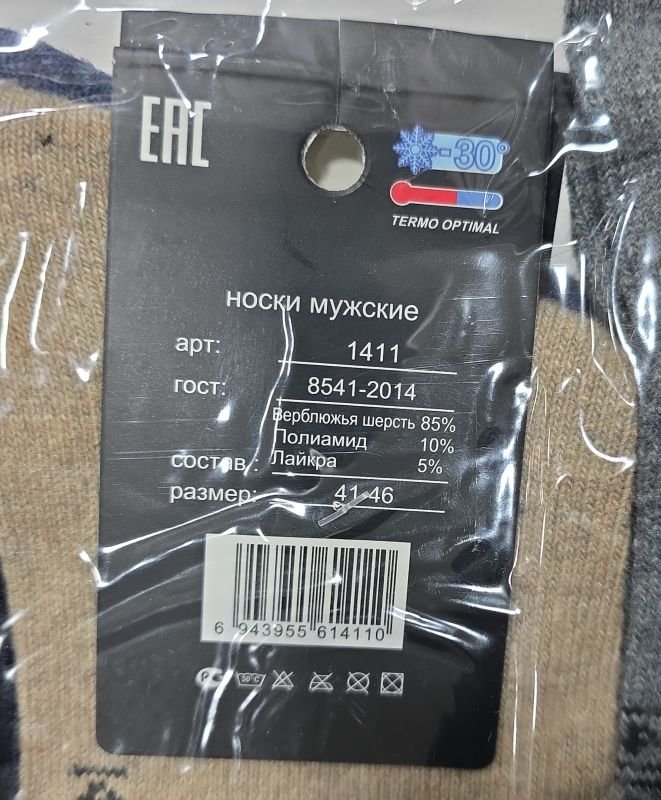 EAC
-30°
TERMO OPTIMAL
носки мужские
арт: 1411
гост: 8541-2014
Верблюжья шерсть 85%
Полиамид 10%
состав: Лайкра 5%
размер: 41-46
6 943955 614110
30°C